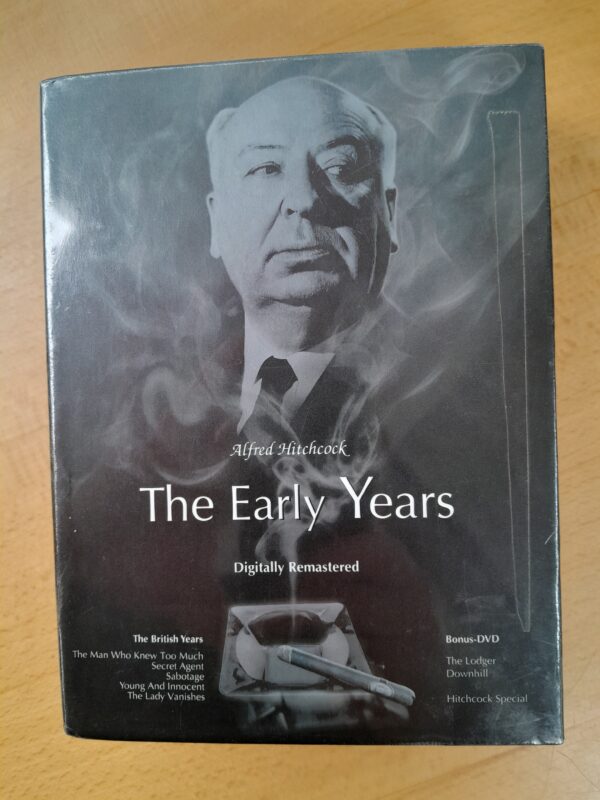 Alfred Hitchcock
The Early Years
Digitally Remastered
The British Years
The Man Who Knew Too Much
Secret Agent
Sabotage
Young And Innocent
The Lady Vanishes
Bonus-DVD
The Lodger
Downhill
Hitchcock Special